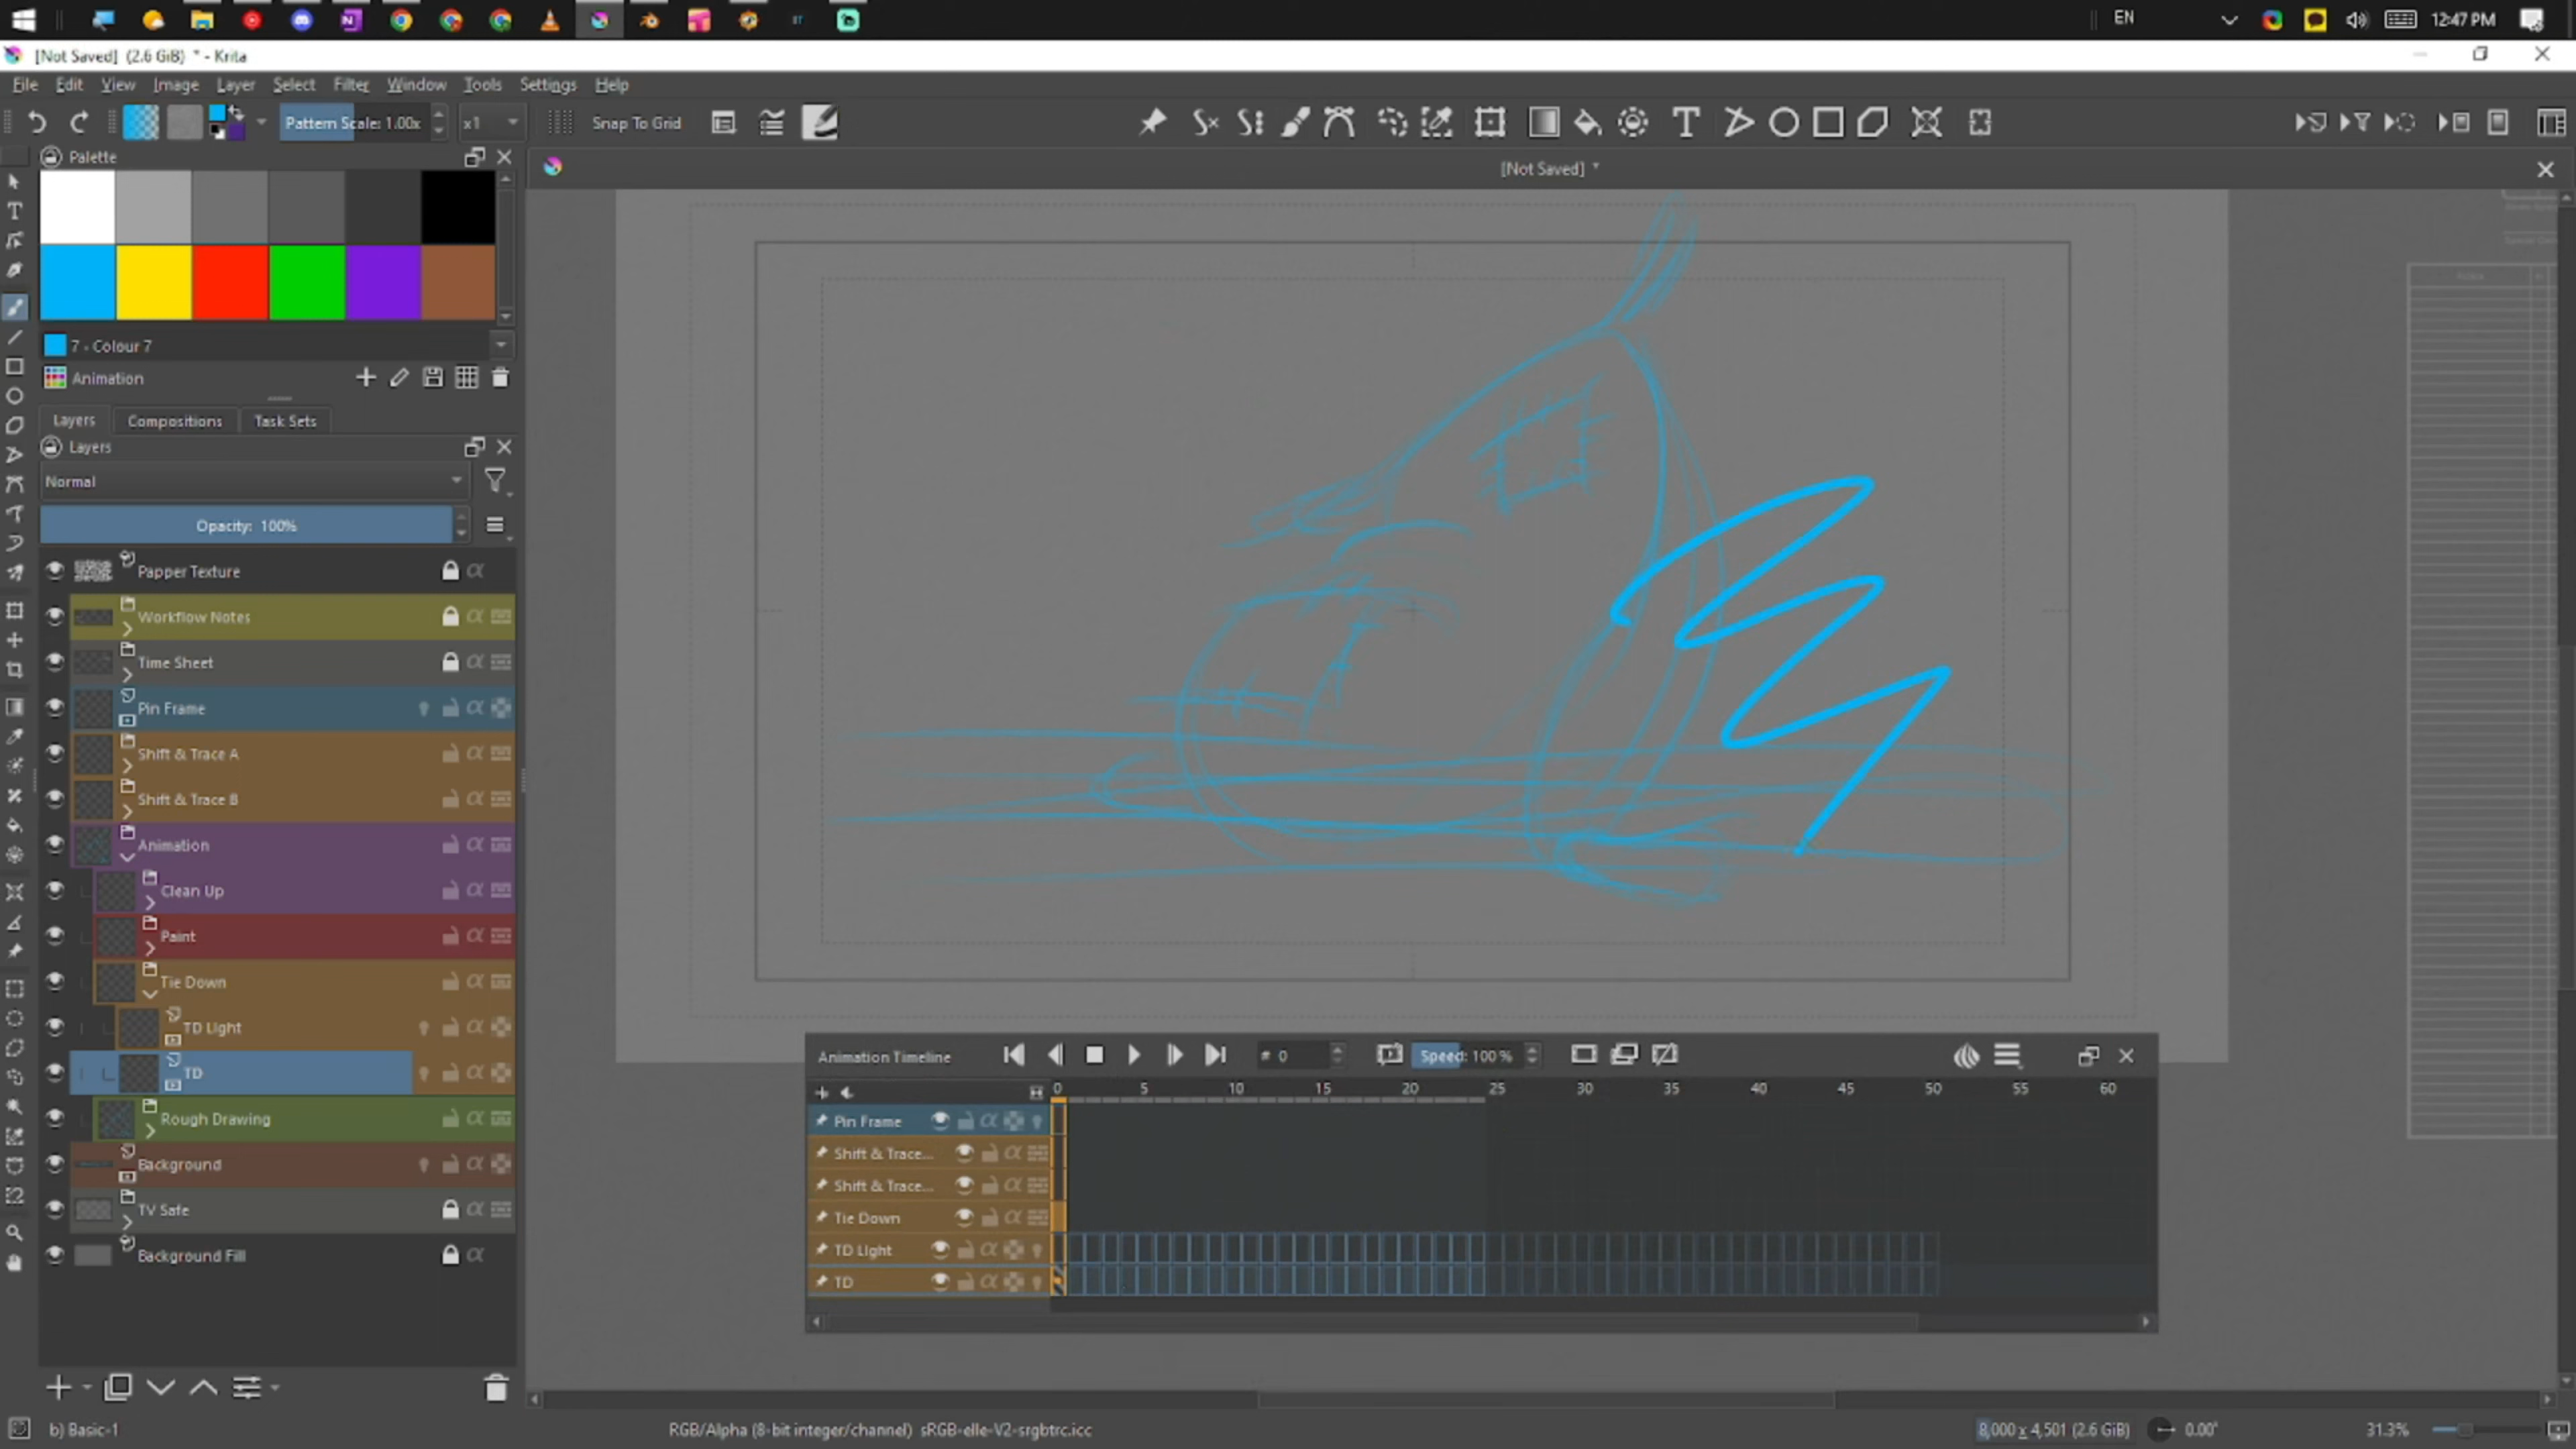 EN
12:47 PM
[Not Saved] (2.6 GiB) * - Krita
File Edit View Image Layer Select Filter Window Tools Settings Help
Pattern Scale: 1.00x
x1
Snap To Grid
Palette
[Not Saved] *
7 - Colour 7
Animation
Layers Compositions Task Sets
Layers
Normal
Opacity: 100%
Papper Texture
Workflow Notes
Time Sheet
Pin Frame
Shift & Trace A
Shift & Trace B
Animation
Clean Up
Paint
Tie Down
TD Light
TD
Rough Drawing
Background
TV Safe
Background Fill
Animation Timeline
# 0
Speed: 100 %
0 5 10 15 20 25 30 35 40 45 50 55 60
Pin Frame
Shift & Trace...
Shift & Trace...
Tie Down
TD Light
TD
b) Basic-1
RGB/Alpha (8-bit integer/channel) sRGB-elle-V2-srgbtrc.icc
8,000 x 4,501 (2.6 GiB)
0.00°
31.3%